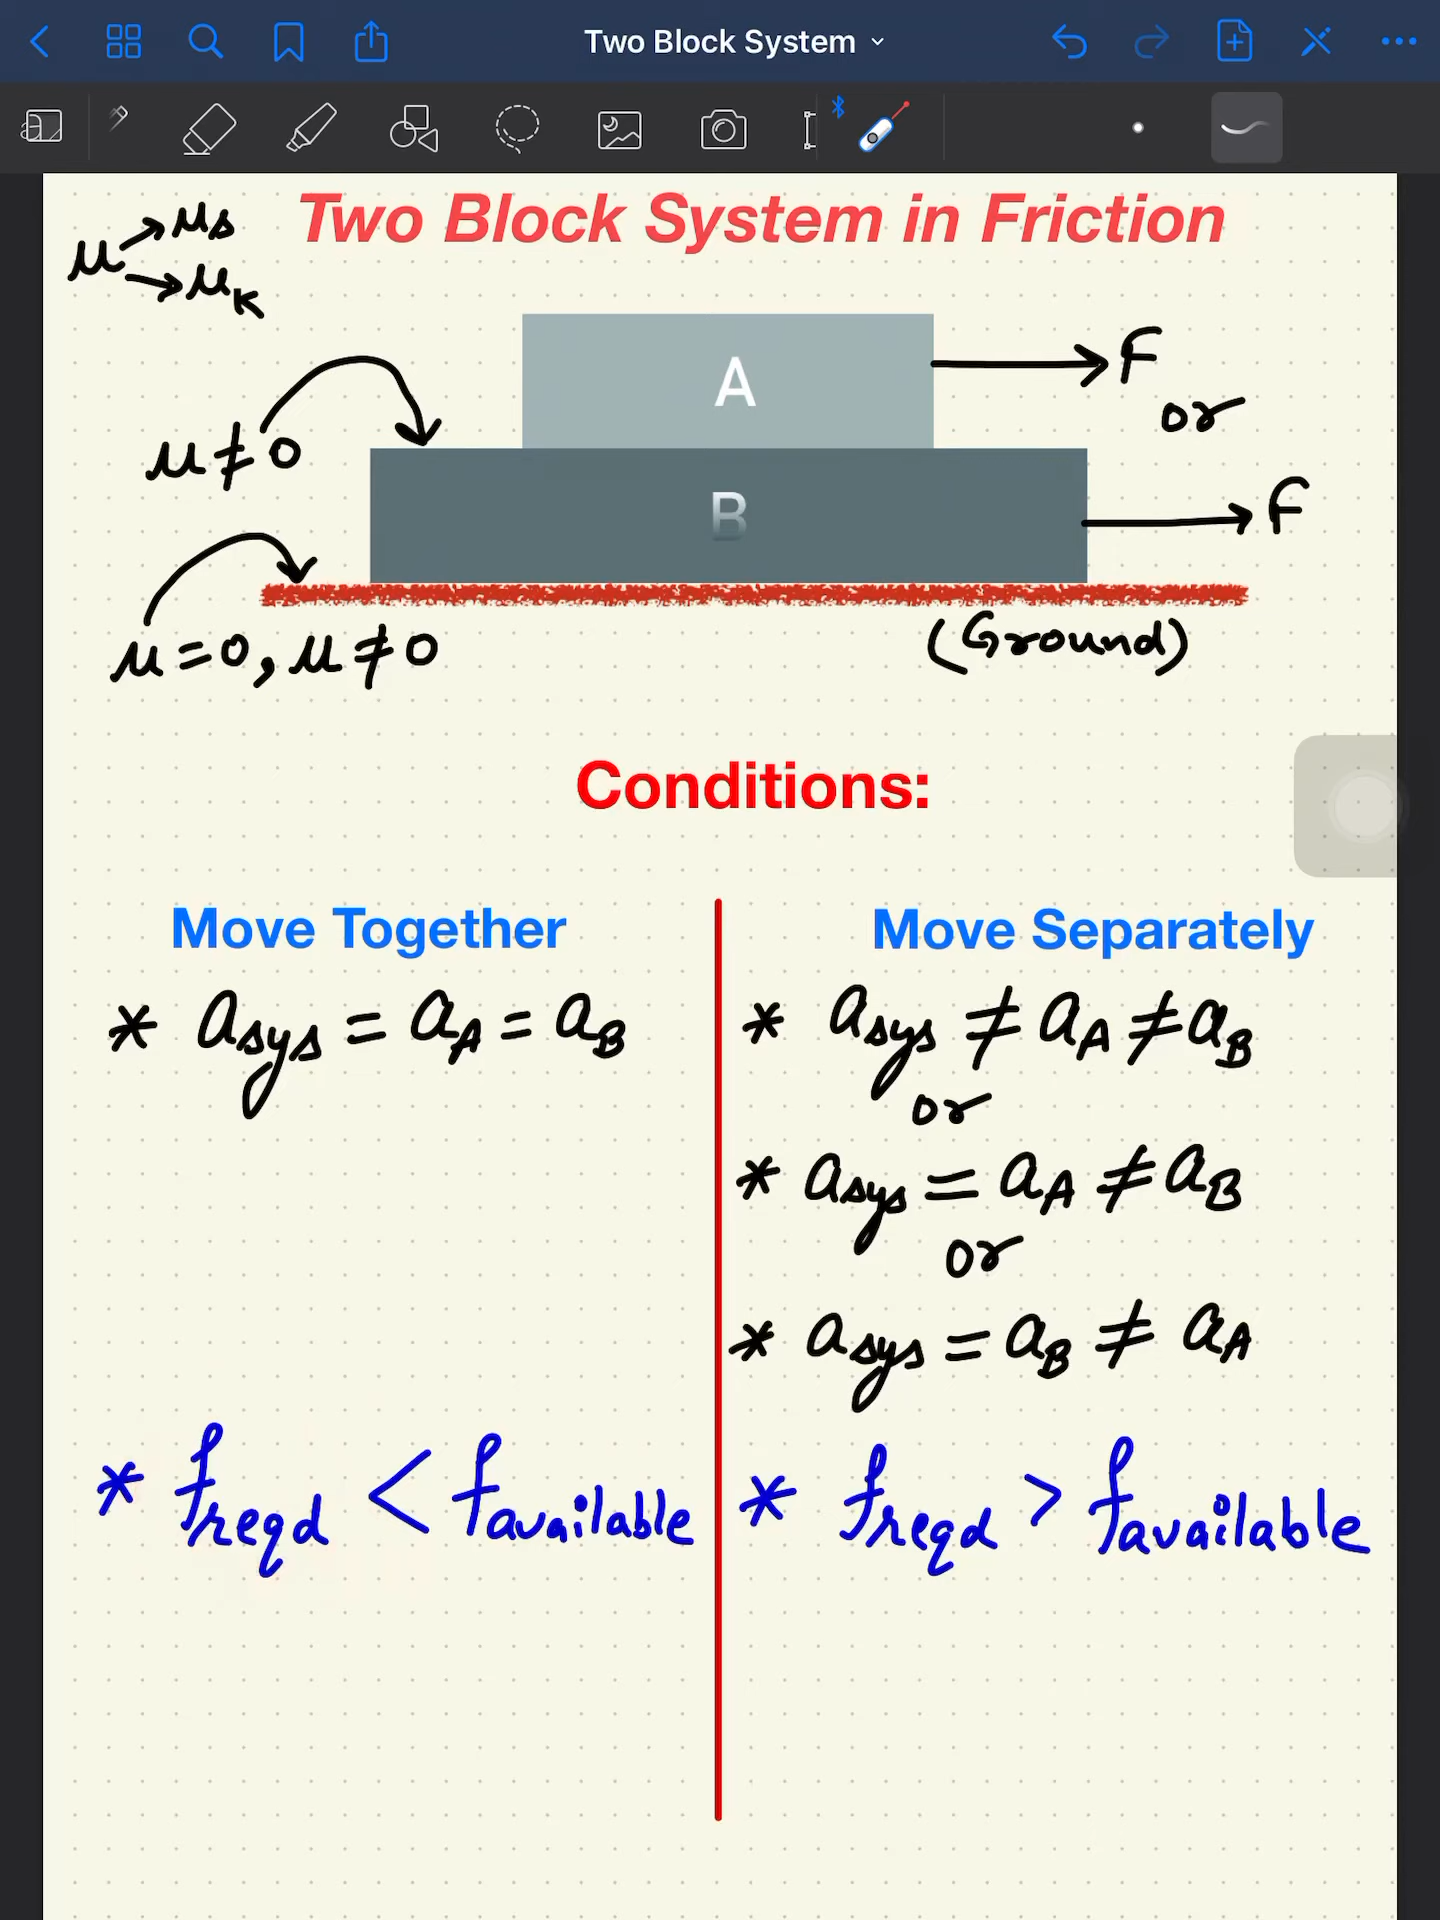 Two Block System
Two Block System in Friction
μ → μs
→ μK
A
F
or
μ ≠ 0
B
F
μ = 0, μ ≠ 0
(Ground)
Conditions:
Move Together
* asys = aA = aB
* freqd < favailable
Move Separately
* asys ≠ aA ≠ aB
or
* asys = aA ≠ aB
or
* asys = aB ≠ aA
* freqd > favailable